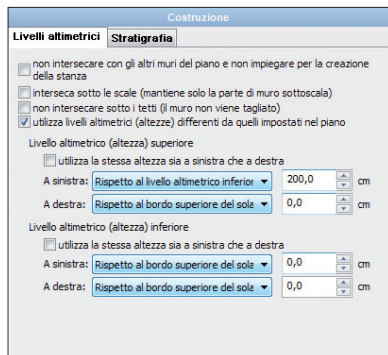 Costruzione
Livelli altimetrici Stratigrafia
non intersecare con gli altri muri del piano e non impiegare per la creazione
della stanza
interseca sotto le scale (mantiene solo la parte di muro sottoscala)
non intersecare sotto i tetti (il muro non viene tagliato)
utilizza livelli altimetrici (altezze) differenti da quelli impostati nel piano
Livello altimetrico (altezza) superiore
utilizza la stessa altezza sia a sinistra che a destra
A sinistra: Rispetto al livello altimetrico inferior 200,0 cm
A destra: Rispetto al bordo superiore del sola 0,0 cm
Livello altimetrico (altezza) inferiore
utilizza la stessa altezza sia a sinistra che a destra
A sinistra: Rispetto al bordo superiore del sola 0,0 cm
A destra: Rispetto al bordo superiore del sola 0,0 cm